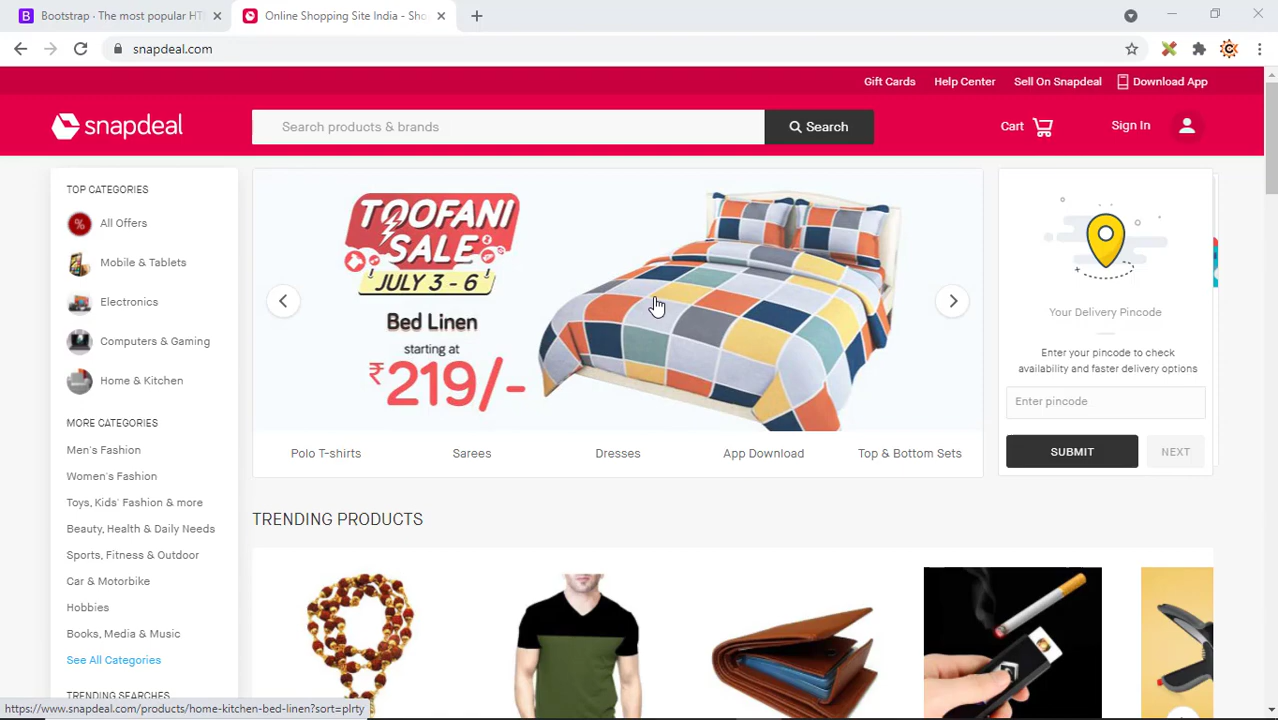 Bootstrap · The most popular HT
Online Shopping Site India - Sho
snapdeal.com
Gift Cards Help Center Sell On Snapdeal Download App
snapdeal
Search products & brands
Search
Cart
Sign In
TOP CATEGORIES
All Offers
Mobile & Tablets
Electronics
Computers & Gaming
Home & Kitchen
MORE CATEGORIES
Men's Fashion
Women's Fashion
Toys, Kids' Fashion & more
Beauty, Health & Daily Needs
Sports, Fitness & Outdoor
Car & Motorbike
Hobbies
Books, Media & Music
See All Categories
TRENDING SEARCHES
TOOFANI
SALE
JULY 3 - 6
Bed Linen
starting at
₹219/-
Polo T-shirts Sarees Dresses App Download Top & Bottom Sets
Your Delivery Pincode
Enter your pincode to check
availability and faster delivery options
Enter pincode
SUBMIT NEXT
TRENDING PRODUCTS
https://www.snapdeal.com/products/home-kitchen-bed-linen?sort=plrty